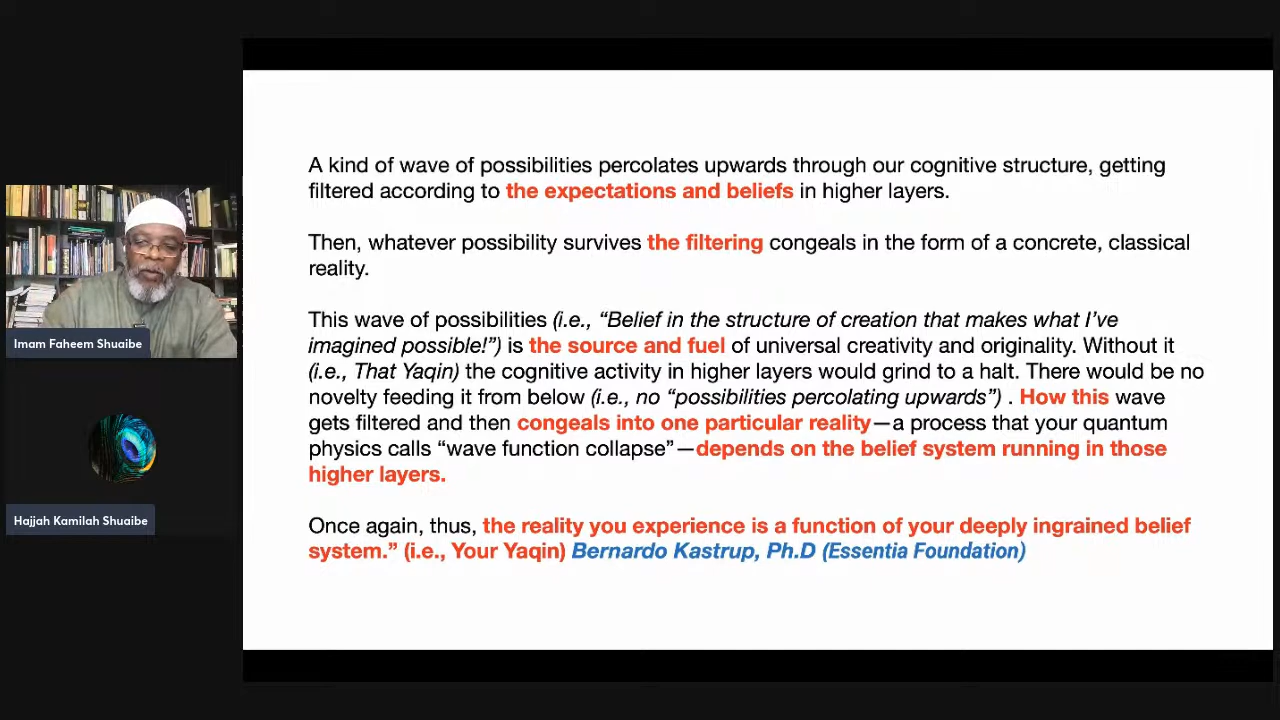 A kind of wave of possibilities percolates upwards through our cognitive structure, getting
filtered according to the expectations and beliefs in higher layers.
Then, whatever possibility survives the filtering congeals in the form of a concrete, classical
reality.
This wave of possibilities (i.e., “Belief in the structure of creation that makes what I’ve
imagined possible!”) is the source and fuel of universal creativity and originality. Without it
(i.e., That Yaqin) the cognitive activity in higher layers would grind to a halt. There would be no
novelty feeding it from below (i.e., no “possibilities percolating upwards”) . How this wave
gets filtered and then congeals into one particular reality—a process that your quantum
physics calls “wave function collapse”—depends on the belief system running in those
higher layers.
Once again, thus, the reality you experience is a function of your deeply ingrained belief
system.” (i.e., Your Yaqin) Bernardo Kastrup, Ph.D (Essentia Foundation)
Imam Faheem Shuaibe
Hajjah Kamilah Shuaibe